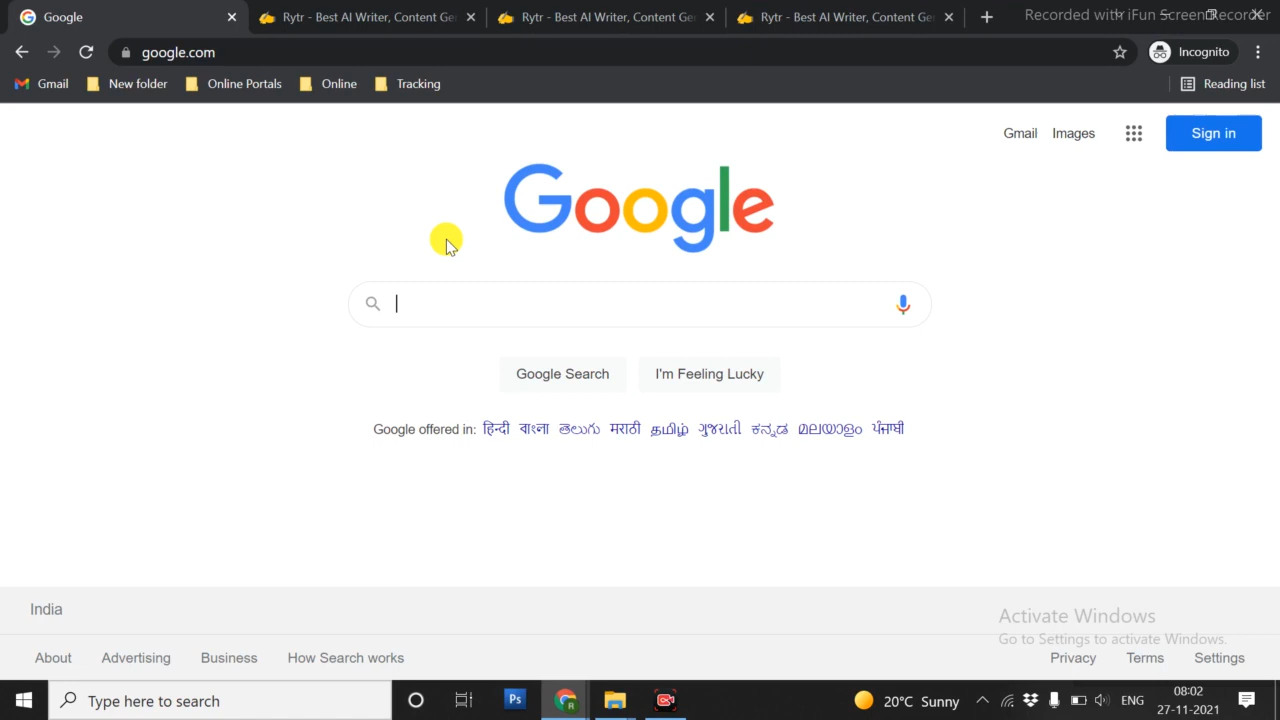 Google
Rytr - Best AI Writer, Content Ge
Rytr - Best AI Writer, Content Ge
Rytr - Best AI Writer, Content Ge
Recorded with iFun Screen Recorder
google.com
Incognito
Gmail
New folder
Online Portals
Online
Tracking
Reading list
Gmail
Images
Sign in
Google
Google Search
I'm Feeling Lucky
Google offered in: हिन्दी বাংলা తెలుగు मराठी தமிழ் ગુજરાતી ಕನ್ನಡ മലയാളം ਪੰਜਾਬੀ
India
Activate Windows
Go to Settings to activate Windows.
About
Advertising
Business
How Search works
Privacy
Terms
Settings
Type here to search
Ps
20°C Sunny
ENG
08:02
27-11-2021